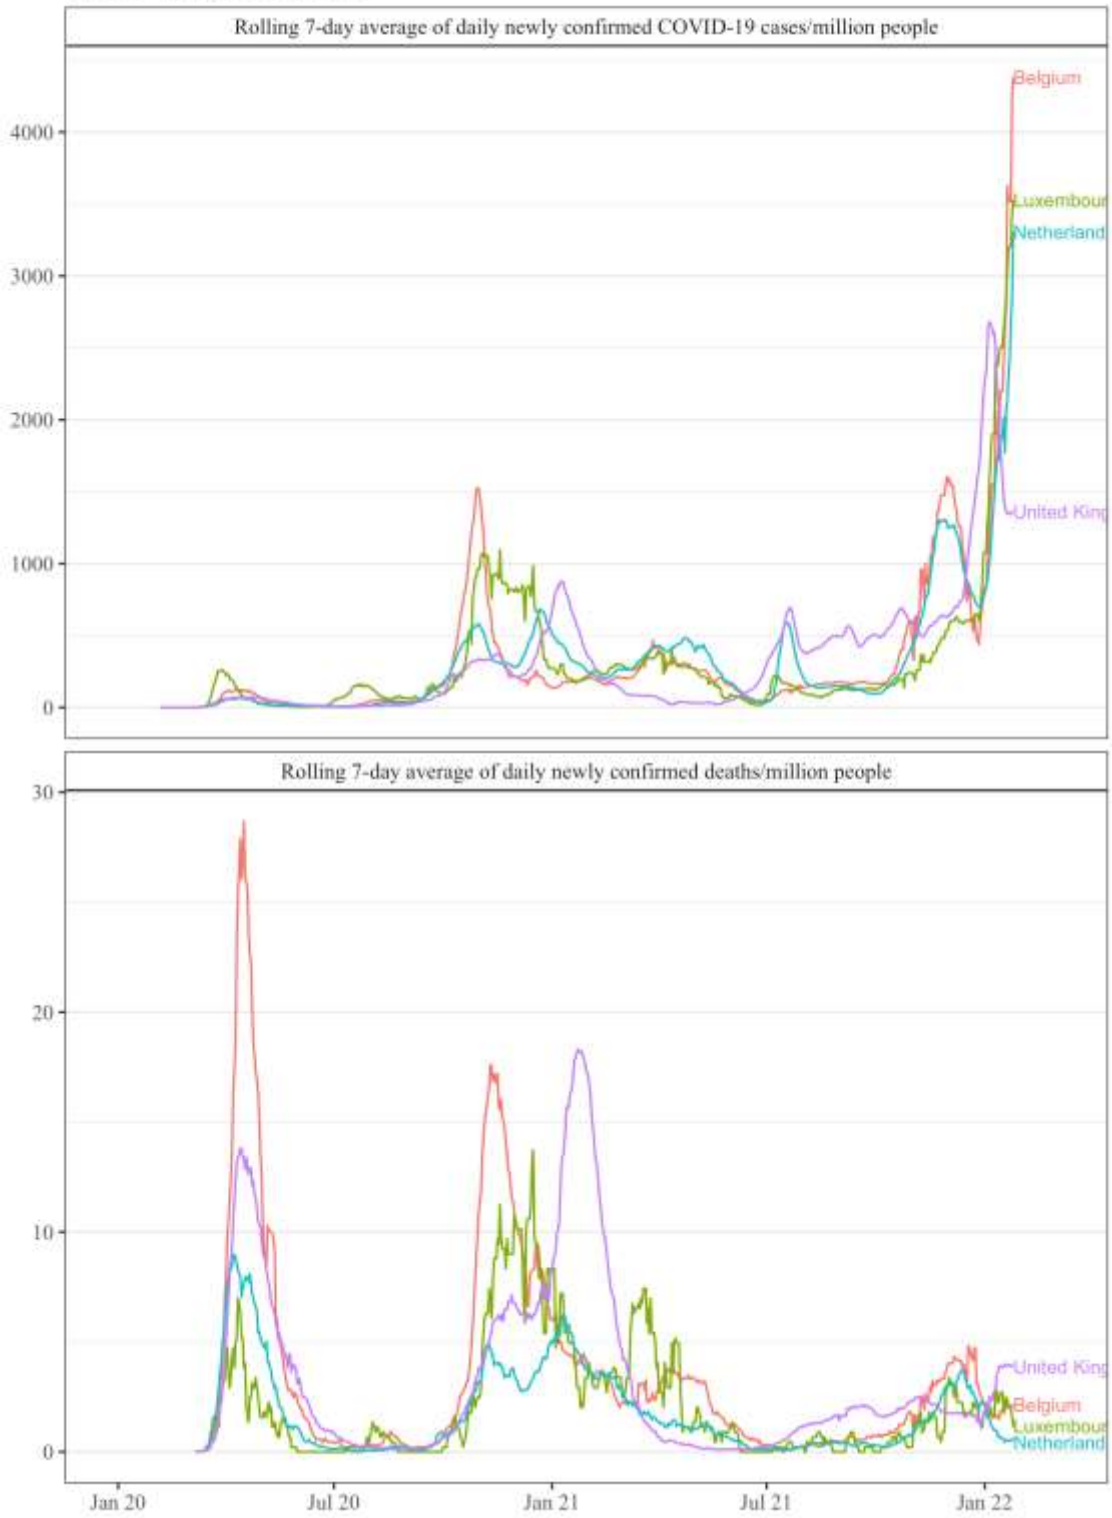 Rolling 7-day average of daily newly confirmed COVID-19 cases/million people
Belgium
4000
Luxembour
Netherland
3000
2000
United King
1000
0
Rolling 7-day average of daily newly confirmed deaths/million people
30
20
10
United King
Belgium
Luxembour
Netherland
0
Jan 20 Jul 20 Jan 21 Jul 21 Jan 22